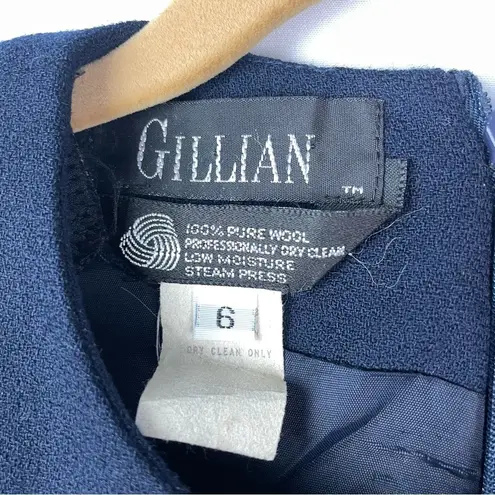 GILLIAN
TM
100% PURE WOOL
PROFESSIONALLY DRY CLEAN
LOW MOISTURE
STEAM PRESS
6
DRY CLEAN ONLY